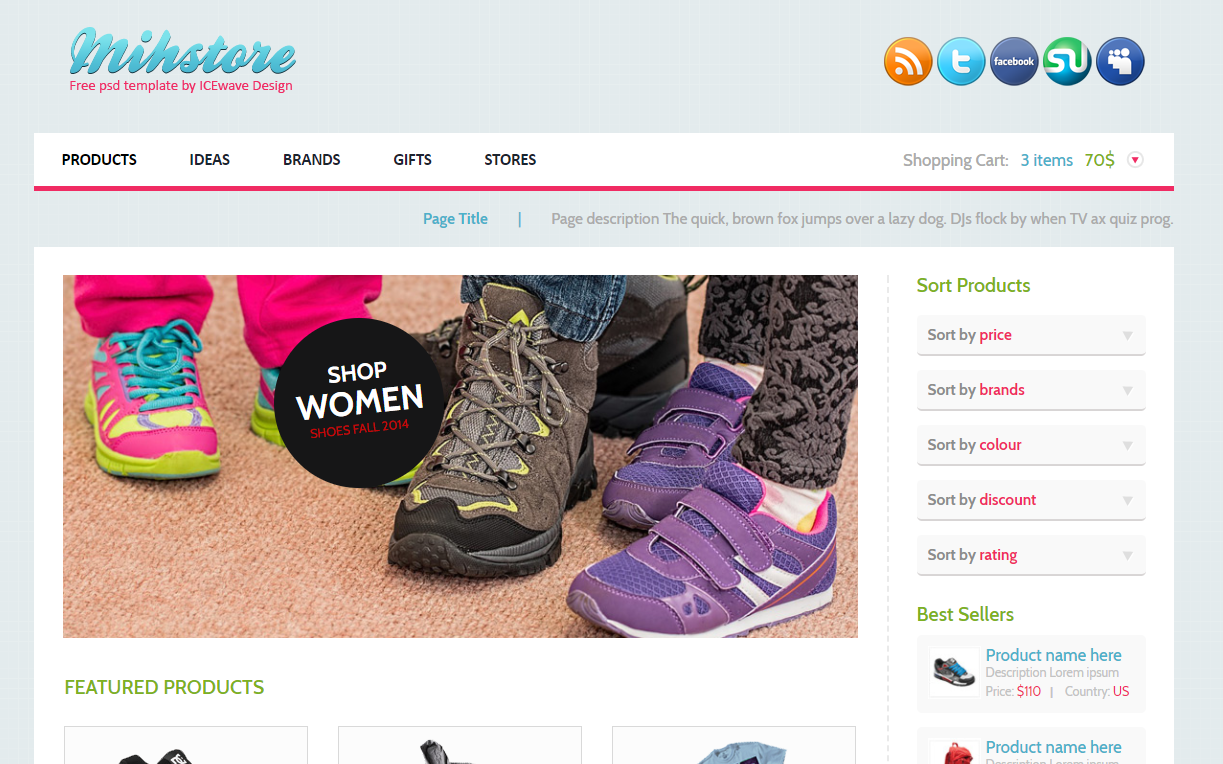 Mihstore
Free psd template by ICEwave Design
facebook
PRODUCTS IDEAS BRANDS GIFTS STORES
Shopping Cart: 3 items 70$
Page Title | Page description The quick, brown fox jumps over a lazy dog. DJs flock by when TV ax quiz prog.
SHOP
WOMEN
SHOES FALL 2014
Sort Products
Sort by price
Sort by brands
Sort by colour
Sort by discount
Sort by rating
Best Sellers
Product name here
Description Lorem ipsum
Price: $110 | Country: US
FEATURED PRODUCTS
Product name here
Description Lorem ipsum